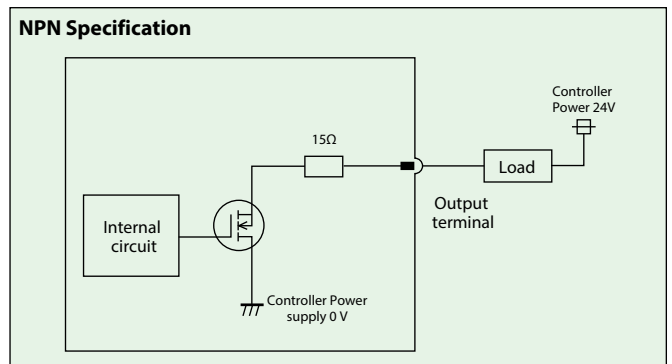 NPN Specification
Controller
Power 24V
15Ω
Load
Output
terminal
Internal
circuit
Controller Power
supply 0 V